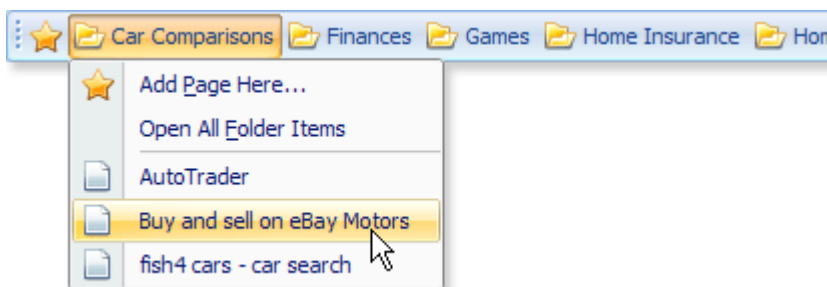 Car Comparisons Finances Games Home Insurance
Add Page Here...
Open All Folder Items
AutoTrader
Buy and sell on eBay Motors
fish4 cars - car search